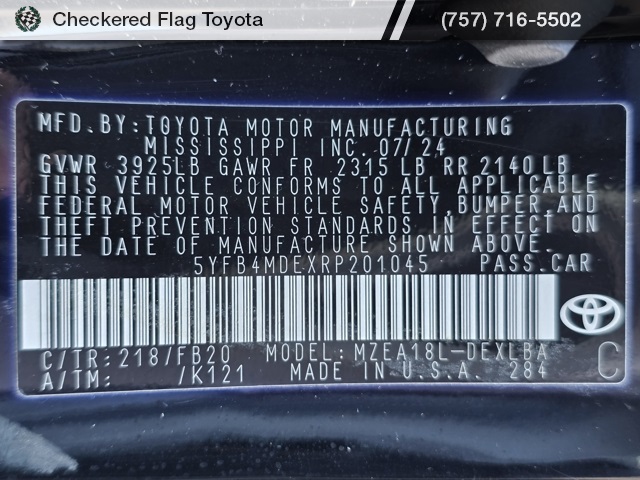 Checkered Flag Toyota
(757) 716-5502
MFD.BY:TOYOTA MOTOR MANUFACTURING
MISSISSIPPI INC. 07/24
GVWR 3925LB GAWR FR 2315 LB RR 2140 LB
THIS VEHICLE CONFORMS TO ALL APPLICABLE
FEDERAL MOTOR VEHICLE SAFETY,BUMPER,AND
THEFT PREVENTION STANDARDS IN EFFECT ON
THE DATE OF MANUFACTURE SHOWN ABOVE.
5YFB4MDEXRP201045 PASS.CAR
C/TR:218/FB20 MODEL:MZEA18L-DEXLBA
A/TM: /K121 MADE IN U.S.A. 284
C